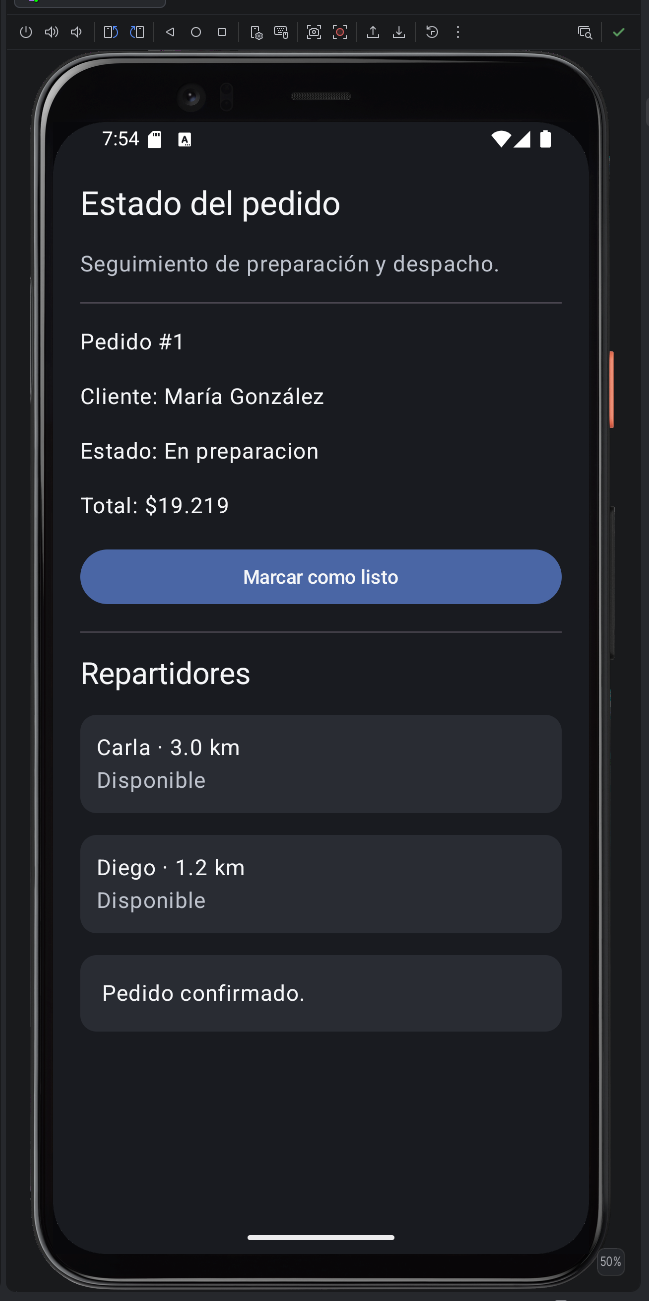 7:54
Estado del pedido
Seguimiento de preparación y despacho.
Pedido #1
Cliente: María González
Estado: En preparacion
Total: $19.219
Marcar como listo
Repartidores
Carla · 3.0 km
Disponible
Diego · 1.2 km
Disponible
Pedido confirmado.
50%